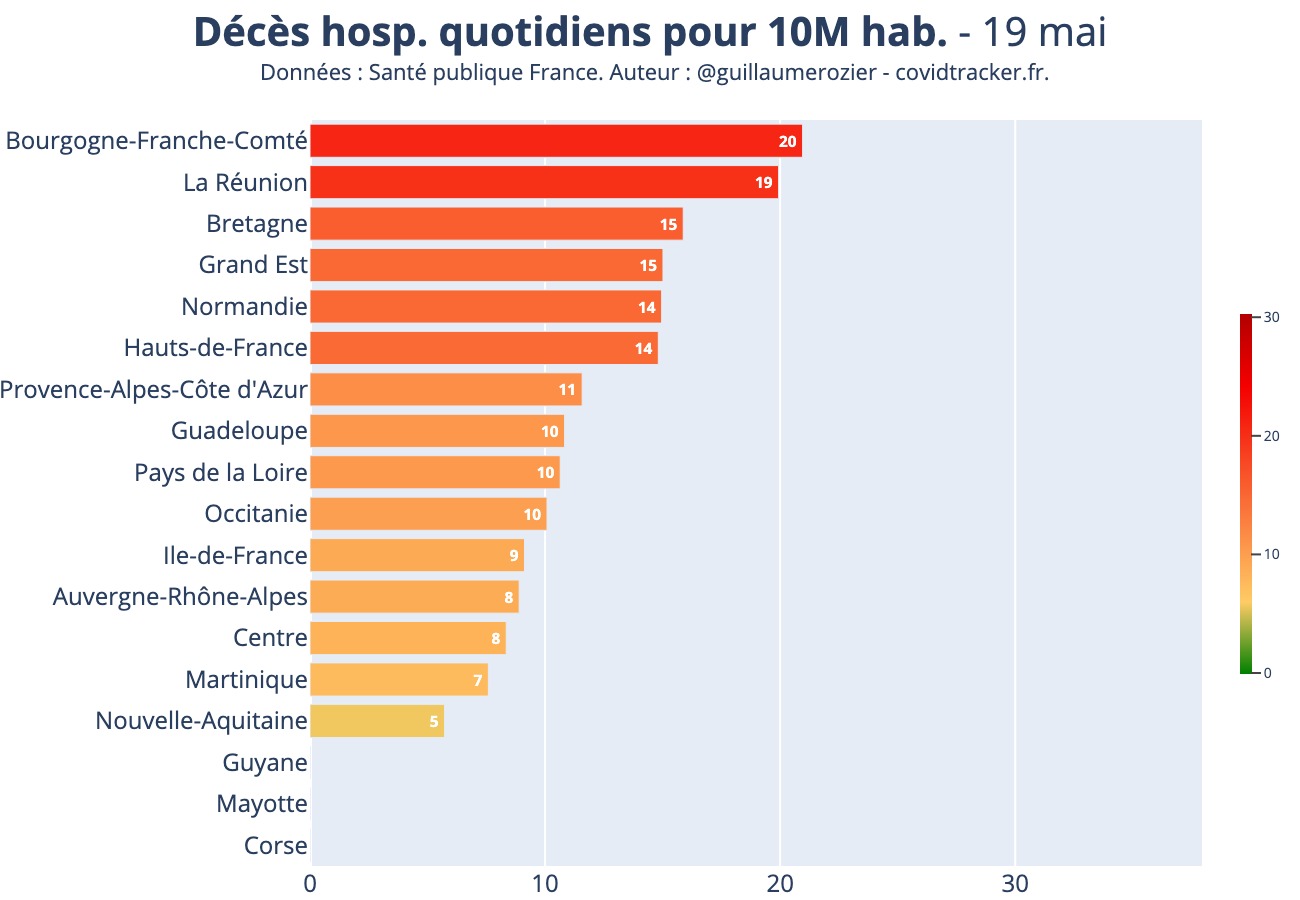 Décès hosp. quotidiens pour 10M hab. - 19 mai
Données : Santé publique France. Auteur : @guillaumerozier - covidtracker.fr.
Bourgogne-Franche-Comté 20
La Réunion 19
Bretagne 15
Grand Est 15
Normandie 14
Hauts-de-France 14
Provence-Alpes-Côte d'Azur 11
Guadeloupe 10
Pays de la Loire 10
Occitanie 10
Ile-de-France 9
Auvergne-Rhône-Alpes 8
Centre 8
Martinique 7
Nouvelle-Aquitaine 5
Guyane
Mayotte
Corse
0 10 20 30
30
20
10
0